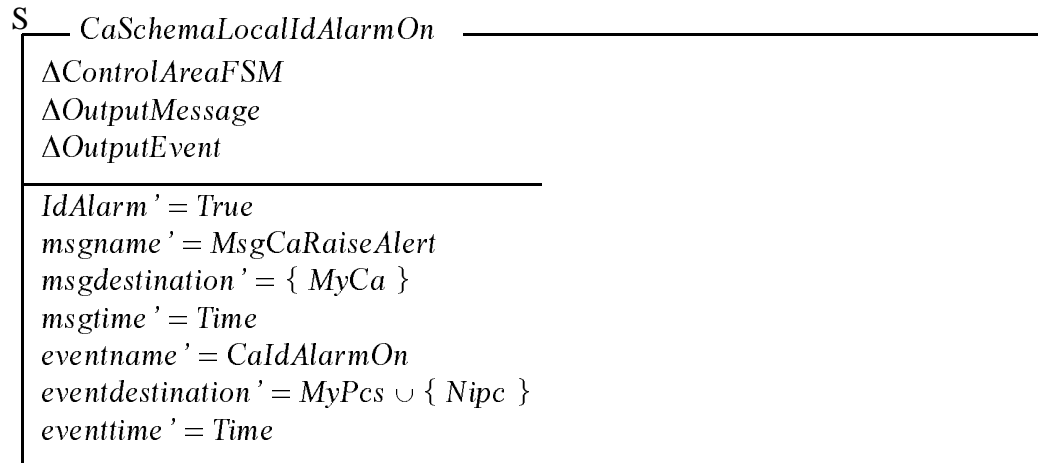 S
CaSchemaLocalIdAlarmOn
ΔControlAreaFSM
ΔOutputMessage
ΔOutputEvent
IdAlarm ' = True
msgname ' = MsgCaRaiseAlert
msgdestination ' = { MyCa }
msgtime ' = Time
eventname ' = CaIdAlarmOn
eventdestination ' = MyPcs ∪ { Nipc }
eventtime ' = Time